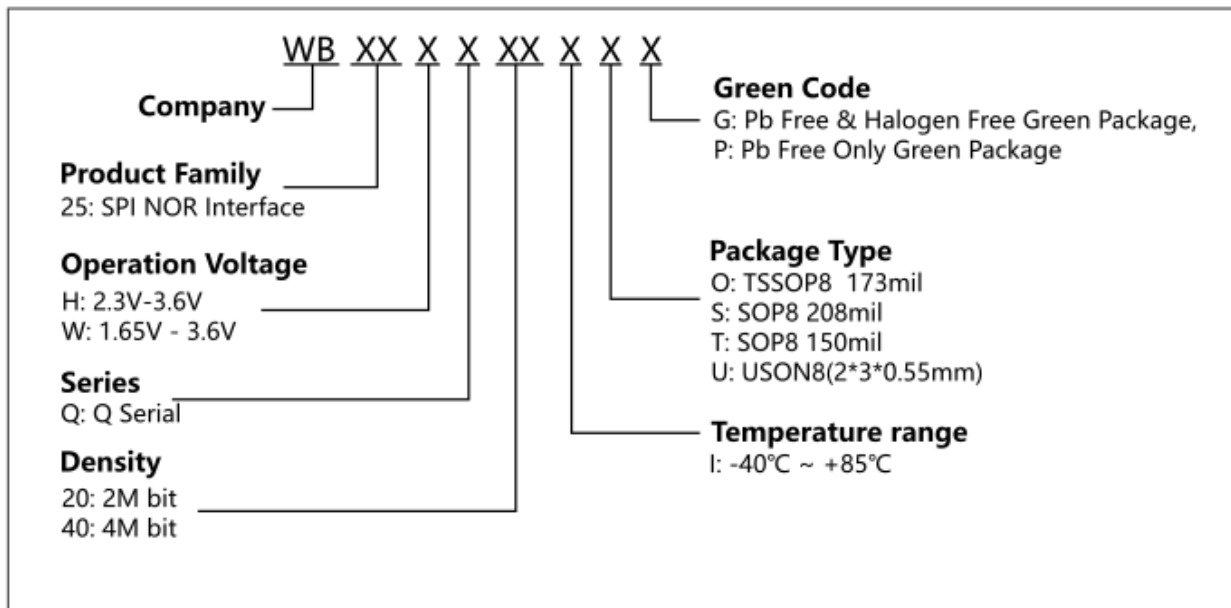 WB XX X X XX X X X
Company
Product Family
25: SPI NOR Interface
Operation Voltage
H: 2.3V-3.6V
W: 1.65V - 3.6V
Series
Q: Q Serial
Density
20: 2M bit
40: 4M bit
Green Code
G: Pb Free & Halogen Free Green Package,
P: Pb Free Only Green Package
Package Type
O: TSSOP8 173mil
S: SOP8 208mil
T: SOP8 150mil
U: USON8(2*3*0.55mm)
Temperature range
I: -40℃ ~ +85℃